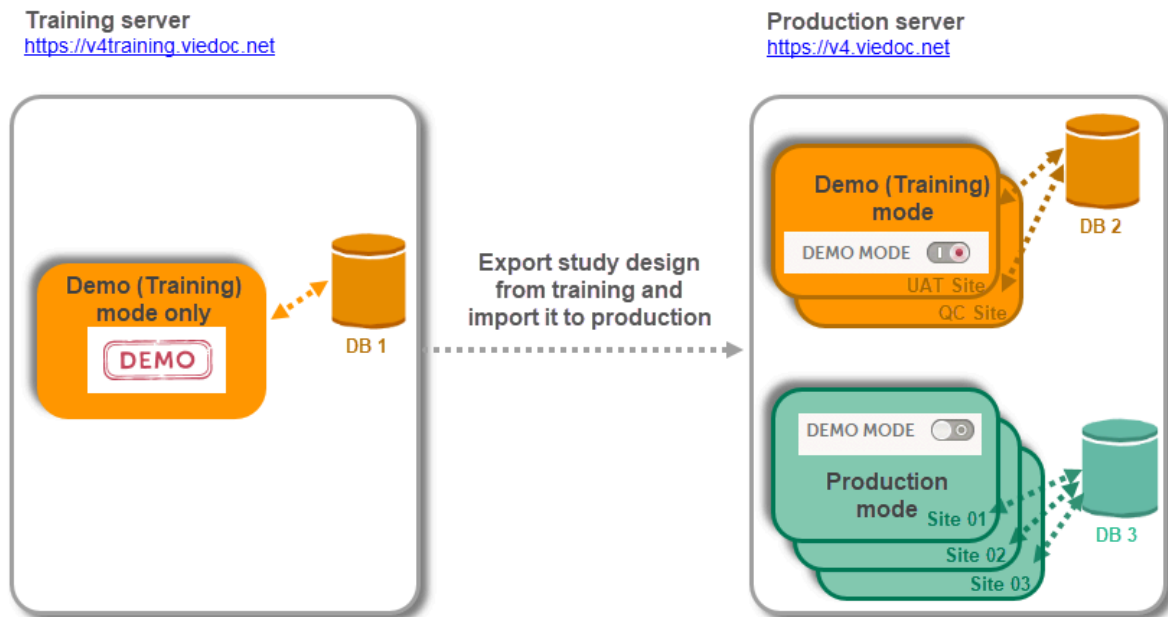 Training server
https://v4training.viedoc.net
Production server
https://v4.viedoc.net
Demo (Training)
mode only
DEMO
DB 1
Export study design
from training and
import it to production
Demo (Training)
mode
DEMO MODE
UAT Site
QC Site
DB 2
DEMO MODE
Production
mode
Site 01
Site 02
Site 03
DB 3